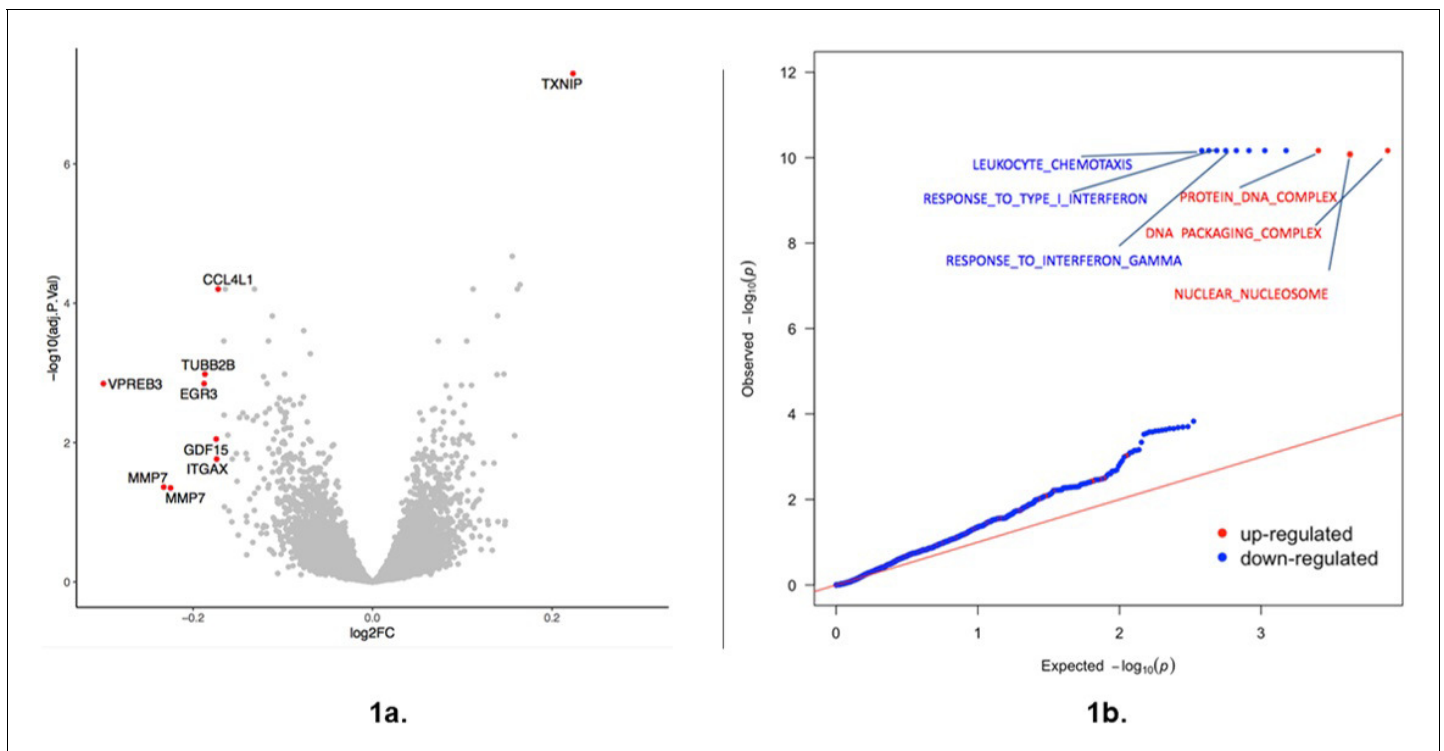 TXNIP
6
CCL4L1
4
TUBB2B
VPREB3
EGR3
2
GDF15
ITGAX
MMP7
MMP7
0
−0.2
0.0
0.2
log2FC
−log10(adj.P.Val)
1a.
12
10
LEUKOCYTE_CHEMOTAXIS
RESPONSE_TO_TYPE_I_INTERFERON
PROTEIN_DNA_COMPLEX
DNA PACKAGING_COMPLEX
8
RESPONSE_TO_INTERFERON_GAMMA
NUCLEAR_NUCLEOSOME
6
4
2
up-regulated
down-regulated
0
0
1
2
3
Observed −log10(p)
Expected −log10(p)
1b.